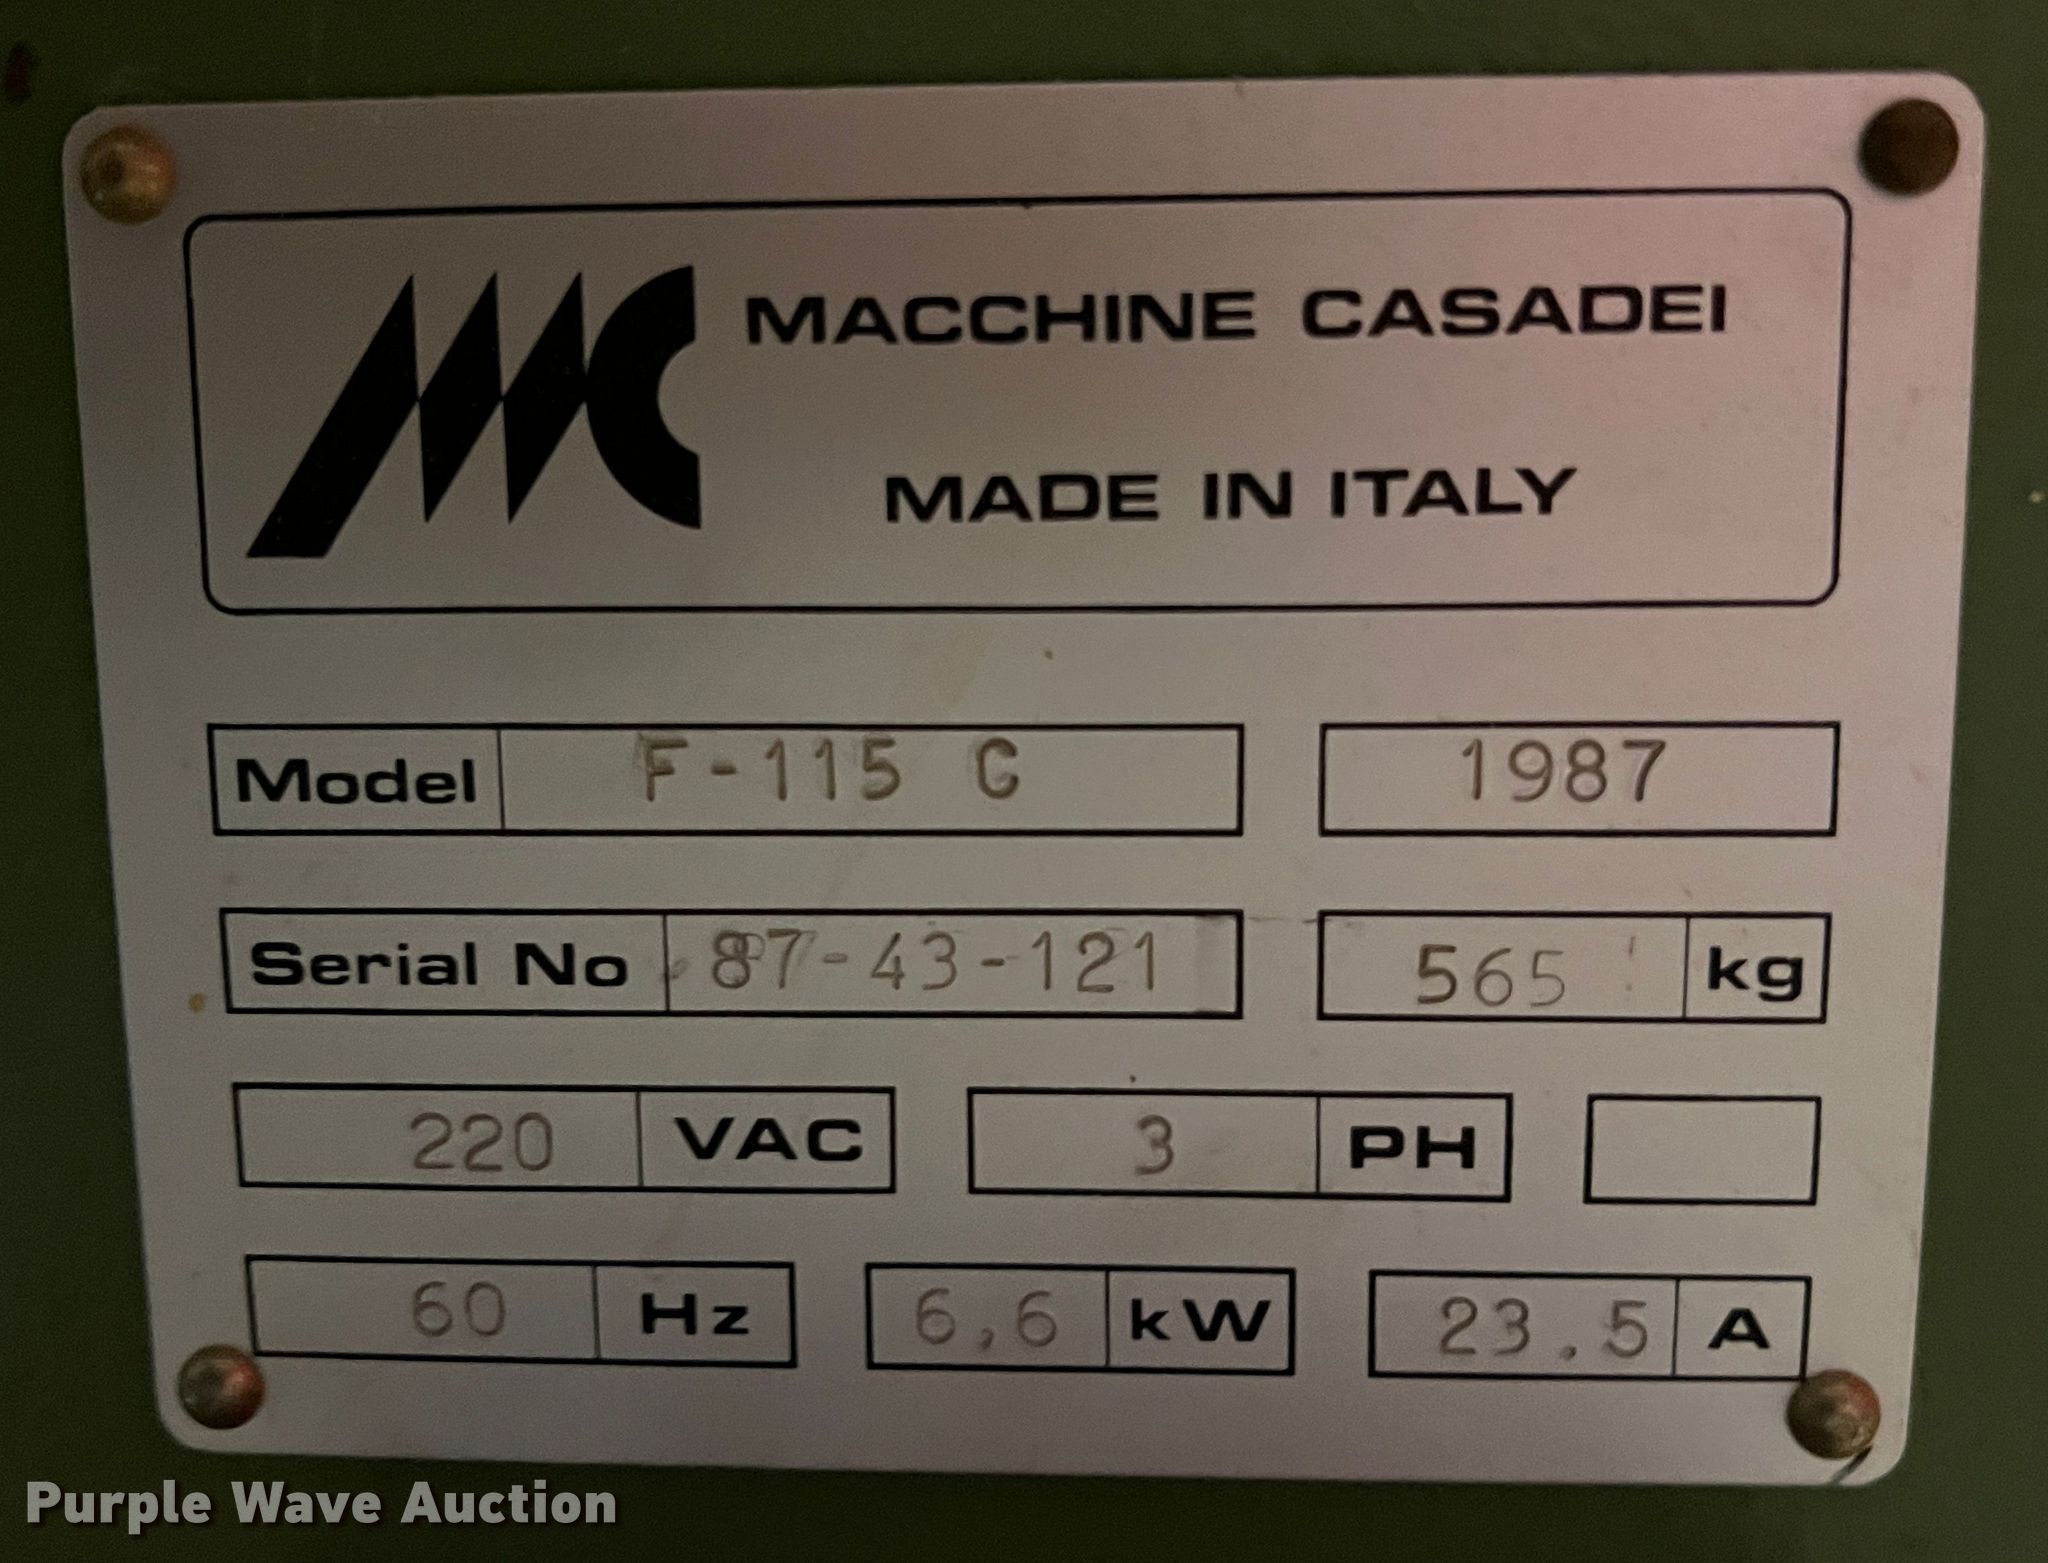 MC MACCHINE CASADEI
MADE IN ITALY
Model F-115 C 1987
Serial No 87-43-121 565 kg
220 VAC 3 PH
60 Hz 6,6 kW 23.5 A
Purple Wave Auction